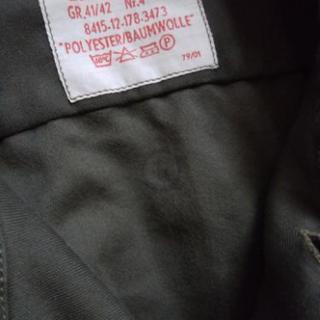 GR.41/42 Nr.4
8415-12-178-3473
"POLYESTER/BAUMWOLLE"
P
79/01